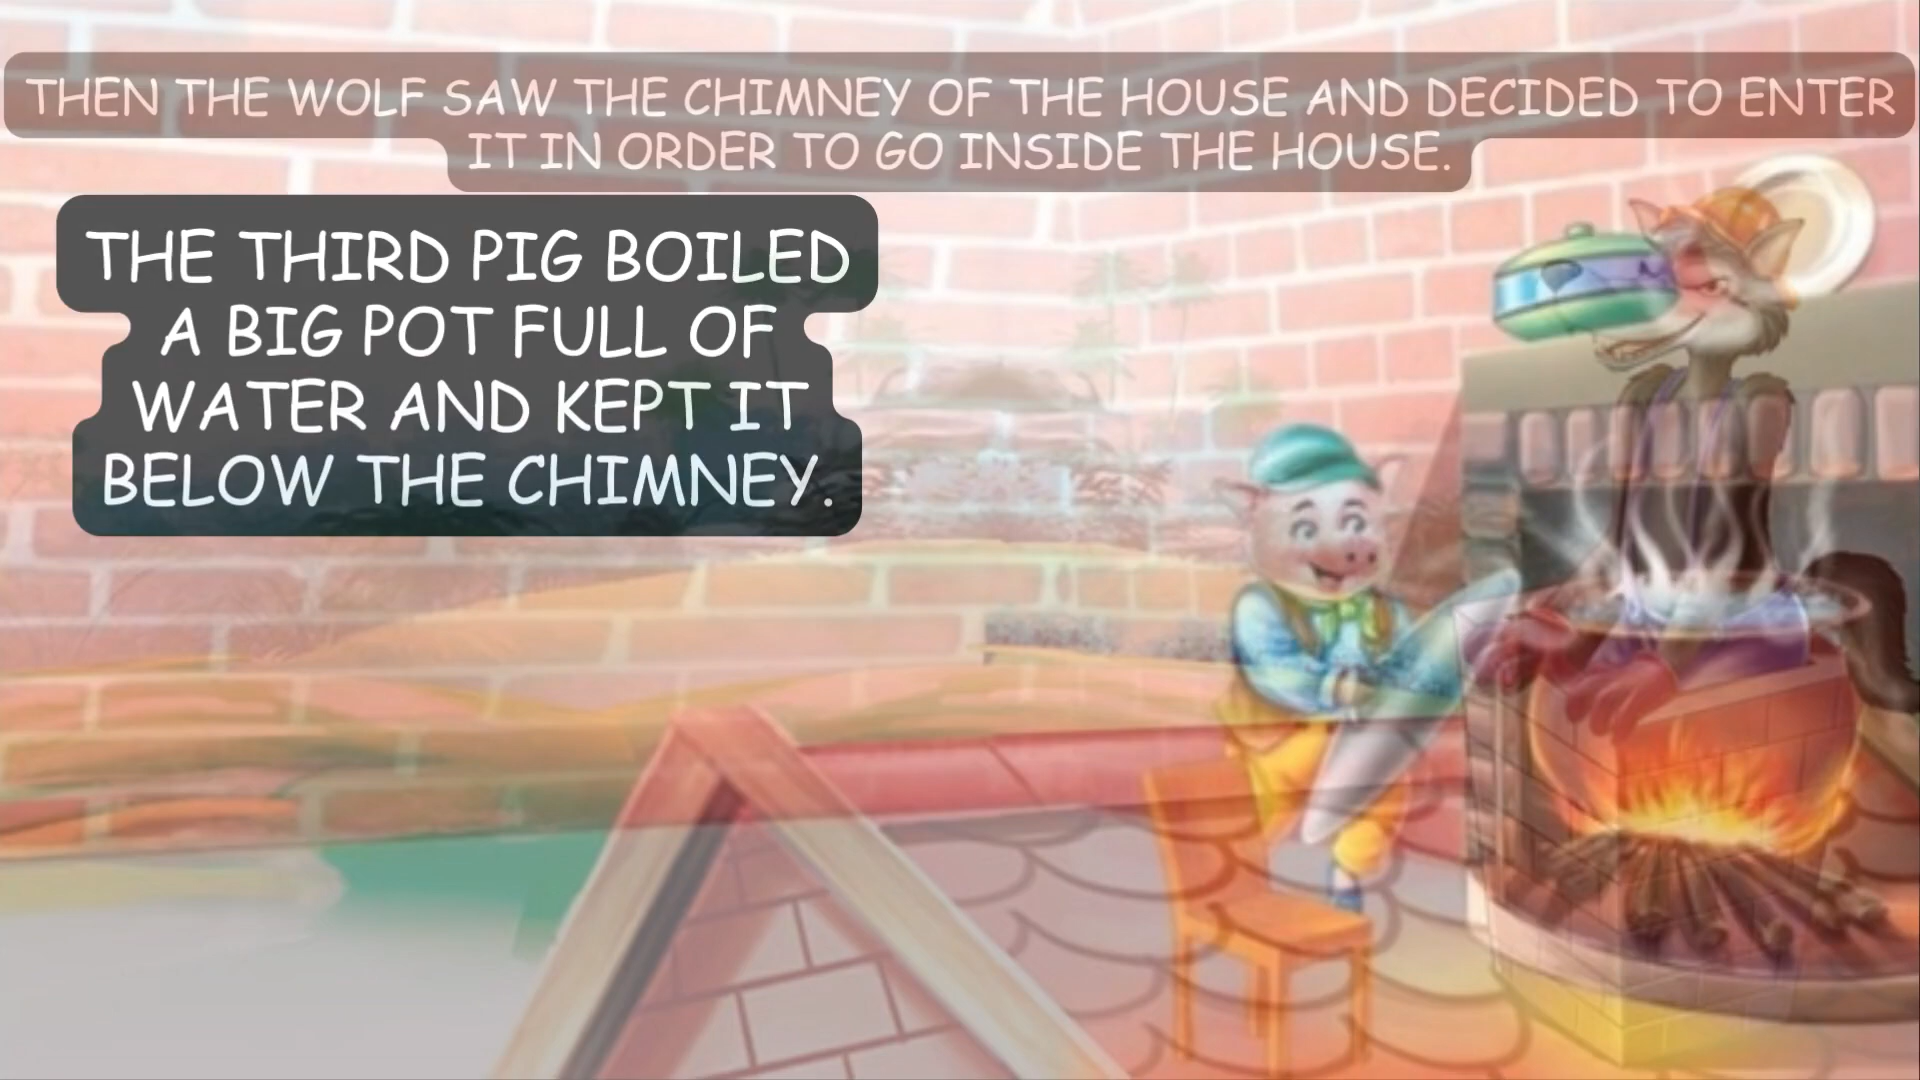 THEN THE WOLF SAW THE CHIMNEY OF THE HOUSE AND DECIDED TO ENTER
IT IN ORDER TO GO INSIDE THE HOUSE.
THE THIRD PIG BOILED
A BIG POT FULL OF
WATER AND KEPT IT
BELOW THE CHIMNEY.